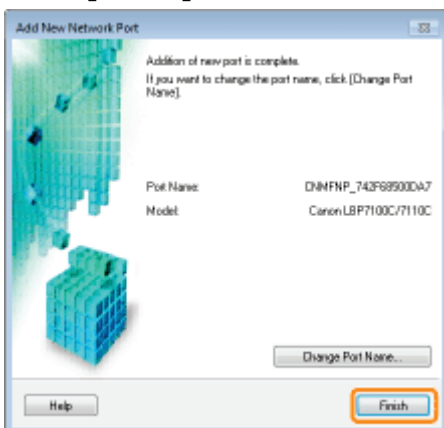 Add New Network Port
Addition of new port is complete.
If you want to change the port name, click [Change Port
Name].
Port Name:
CNMFNP_742F68500DA7
Model:
Canon LBP7100C/7110C
Change Port Name...
Help
Finish